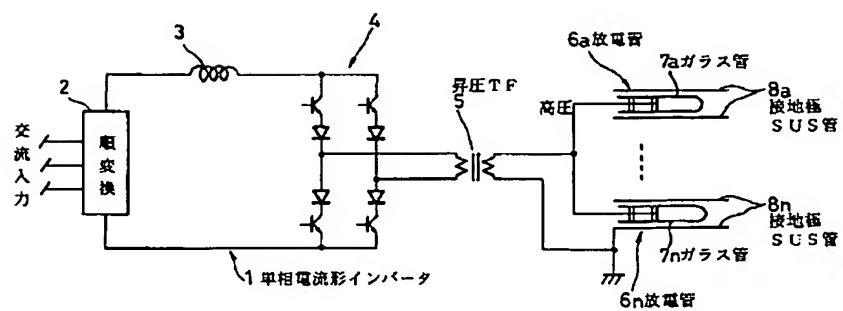 3
4
2
交流入力
順変換
1 単相電流形インバータ
昇圧TF
5
高圧
6a放電管
7aガラス管
8a
接地極
SUS管
8n
接地極
SUS管
7nガラス管
6n放電管